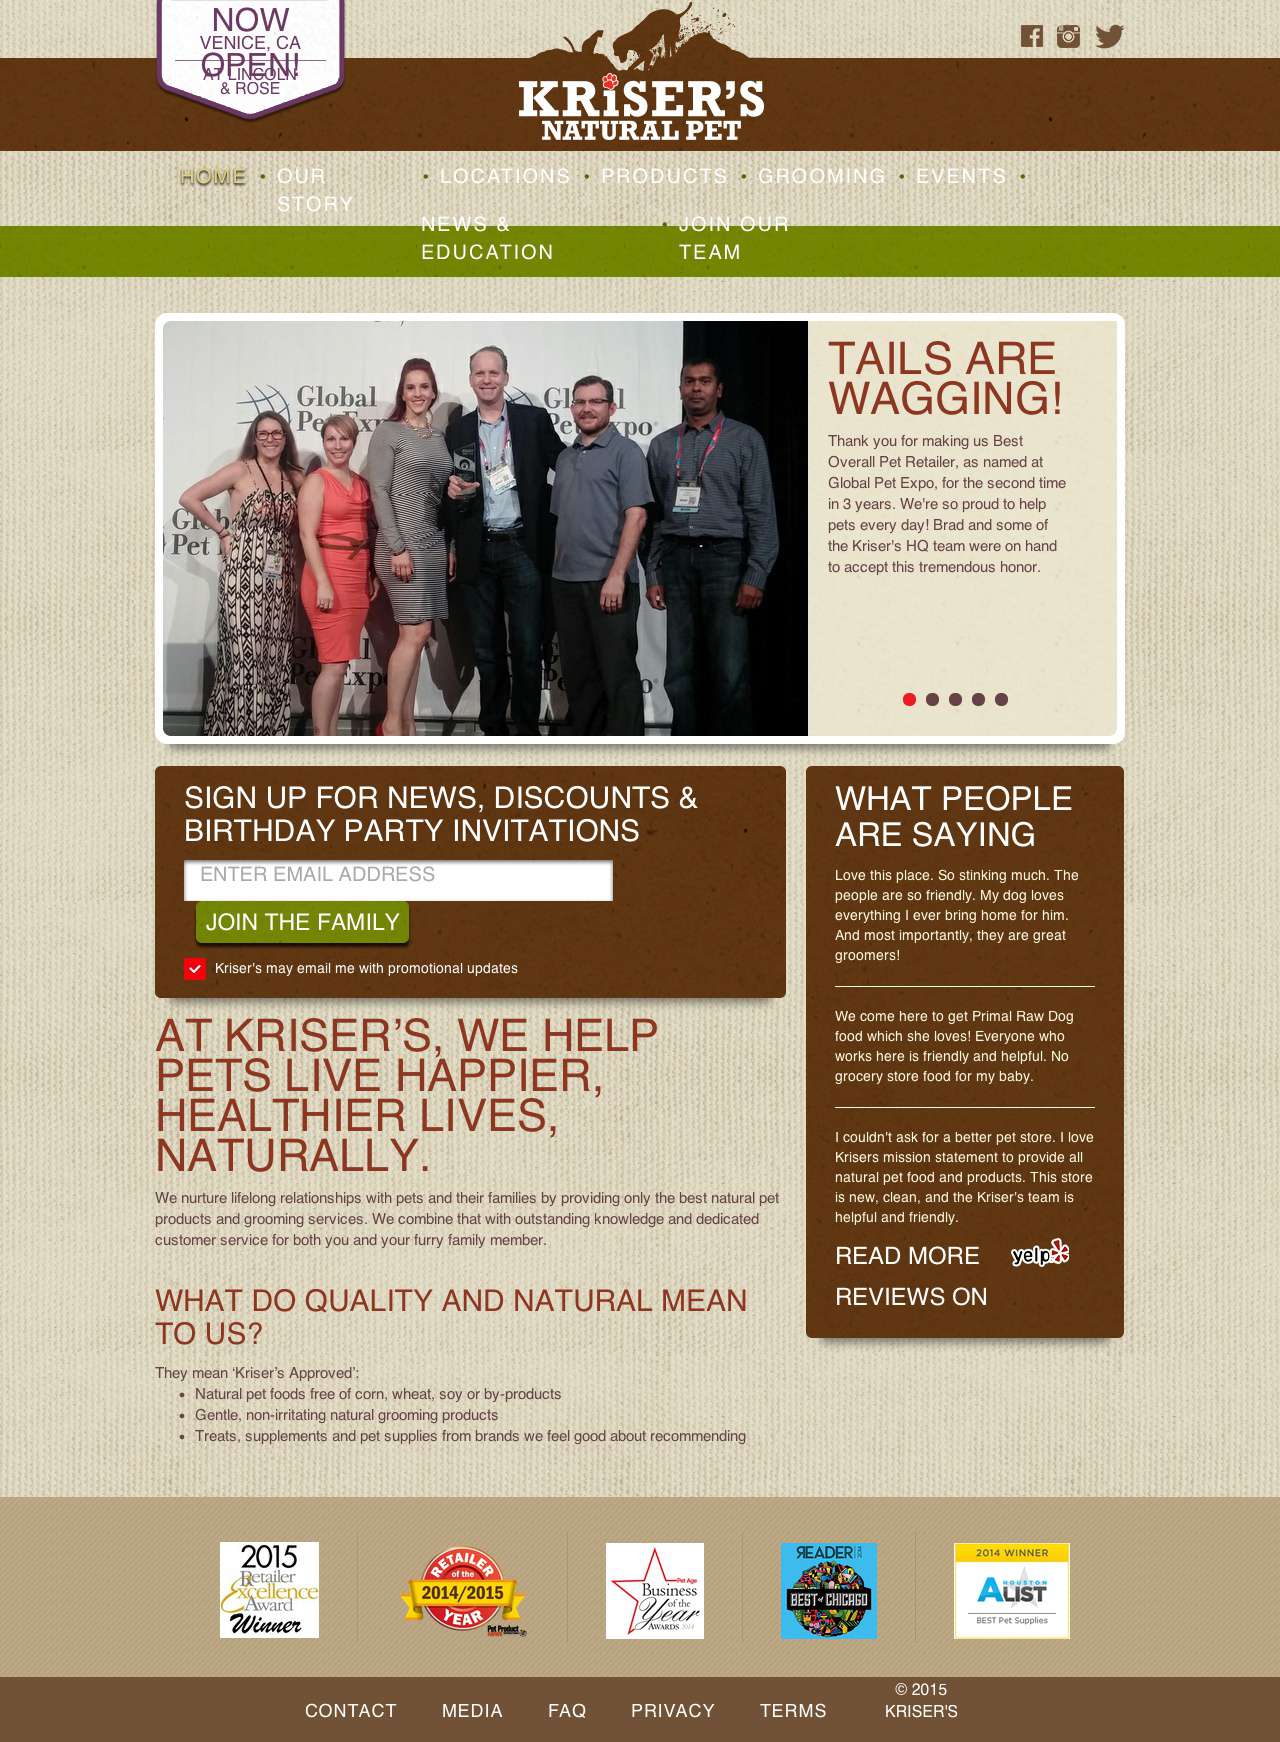 NOW
VENICE, CA
OPEN!
AT LINCOLN
& ROSE
KRiSER'S
NATURAL PET
HOME • OUR STORY • LOCATIONS • PRODUCTS • GROOMING • EVENTS •
NEWS & EDUCATION • JOIN OUR TEAM
Global
Pet Expo
TAILS ARE
WAGGING!
Thank you for making us Best
Overall Pet Retailer, as named at
Global Pet Expo, for the second time
in 3 years. We're so proud to help
pets every day! Brad and some of
the Kriser's HQ team were on hand
to accept this tremendous honor.
SIGN UP FOR NEWS, DISCOUNTS &
BIRTHDAY PARTY INVITATIONS
ENTER EMAIL ADDRESS
JOIN THE FAMILY
Kriser's may email me with promotional updates
AT KRISER’S, WE HELP
PETS LIVE HAPPIER,
HEALTHIER LIVES,
NATURALLY.
We nurture lifelong relationships with pets and their families by providing only the best natural pet
products and grooming services. We combine that with outstanding knowledge and dedicated
customer service for both you and your furry family member.
WHAT DO QUALITY AND NATURAL MEAN
TO US?
They mean ‘Kriser’s Approved’:
• Natural pet foods free of corn, wheat, soy or by-products
• Gentle, non-irritating natural grooming products
• Treats, supplements and pet supplies from brands we feel good about recommending
WHAT PEOPLE
ARE SAYING
Love this place. So stinking much. The
people are so friendly. My dog loves
everything I ever bring home for him.
And most importantly, they are great
groomers!
We come here to get Primal Raw Dog
food which she loves! Everyone who
works here is friendly and helpful. No
grocery store food for my baby.
I couldn't ask for a better pet store. I love
Krisers mission statement to provide all
natural pet food and products. This store
is new, clean, and the Kriser's team is
helpful and friendly.
READ MORE yelp
REVIEWS ON
2015
Retailer
Excellence
Award
Winner
RETAILER
of the
2014/2015
YEAR
Pet Product
Pet Age
Business
of the
Year
AWARDS 2014
READER
BEST of CHICAGO
2014 WINNER
HOUSTON
ALIST
BEST Pet Supplies
CONTACT MEDIA FAQ PRIVACY TERMS © 2015
KRISER'S